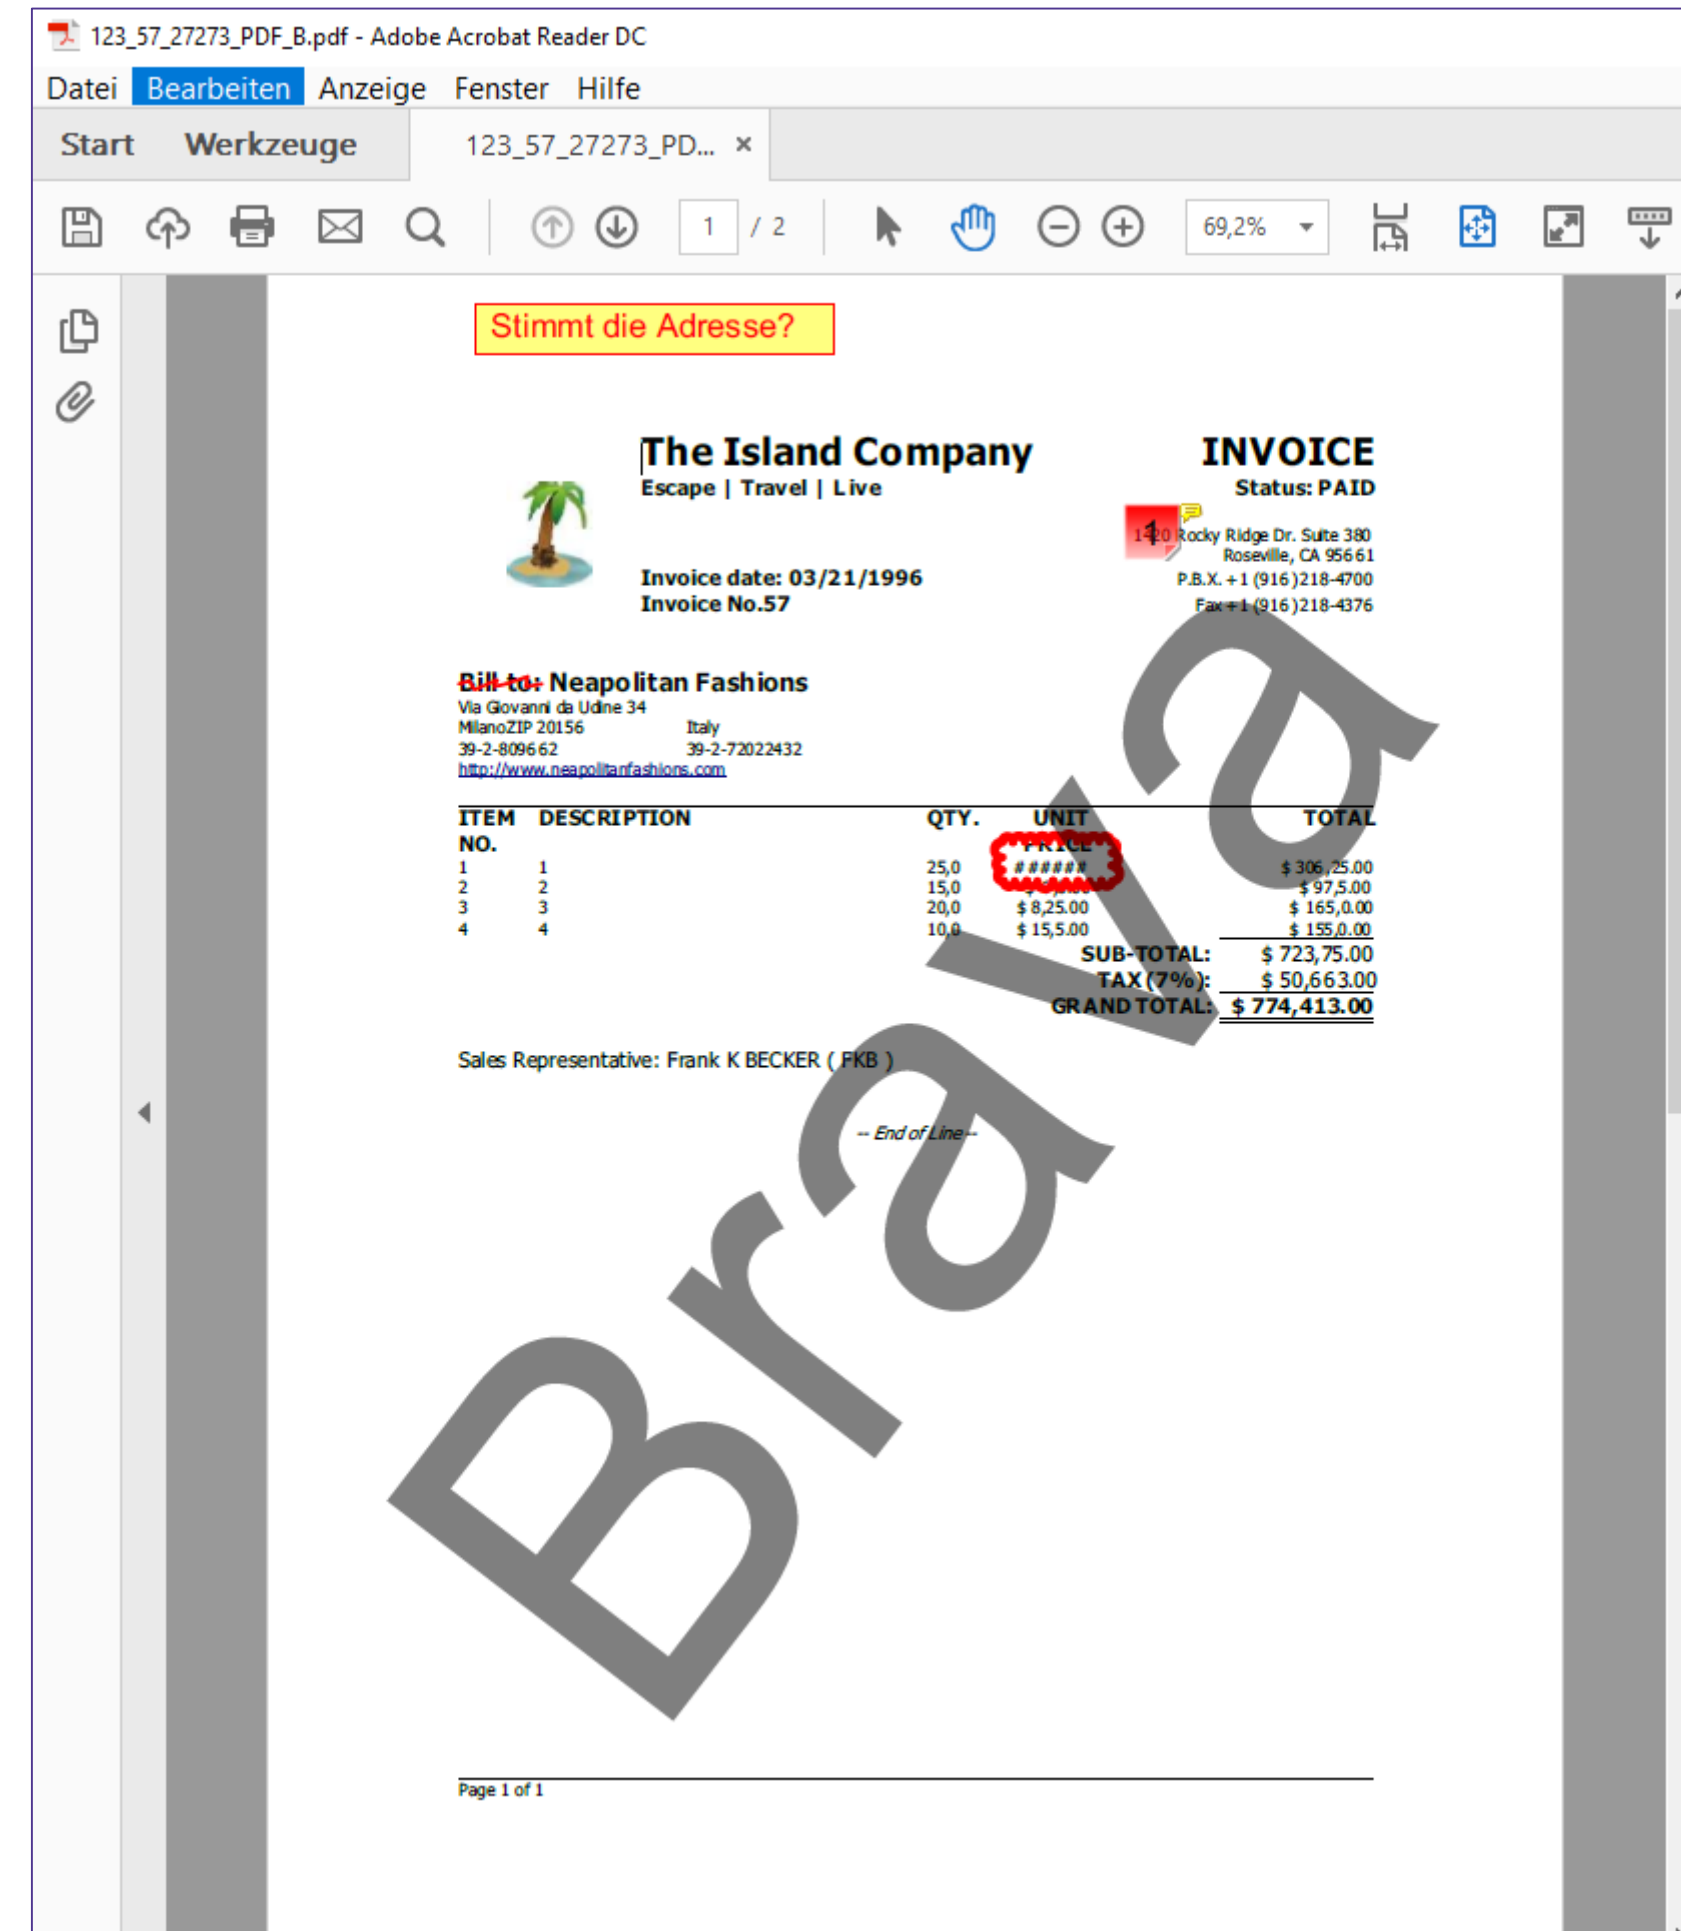 123_57_27273_PDF_B.pdf - Adobe Acrobat Reader DC
Datei Bearbeiten Anzeige Fenster Hilfe
Start Werkzeuge 123_57_27273_PD... ×
1 / 2 69,2%
Stimmt die Adresse?
The Island Company INVOICE
Escape | Travel | Live Status: PAID
1
1420 Rocky Ridge Dr. Suite 380
Roseville, CA 95661
Invoice date: 03/21/1996 P.B.X. +1 (916)218-4700
Invoice No.57 Fax +1 (916)218-4376
Bill to: Neapolitan Fashions
Via Giovanni da Udine 34
MilanoZIP 20156 Italy
39-2-809662 39-2-72022432
http://www.neapolitanfashions.com
ITEM DESCRIPTION QTY. UNIT TOTAL
NO. PRICE
1 1 25,0 ###### $ 306,25.00
2 2 15,0 $ 97,5.00
3 3 20,0 $ 8,25.00 $ 165,0.00
4 4 10,0 $ 15,5.00 $ 155,0.00
SUB-TOTAL: $ 723,75.00
TAX (7%): $ 50,663.00
GRAND TOTAL: $ 774,413.00
Sales Representative: Frank K BECKER ( FKB )
-- End of Line --
Brava
Page 1 of 1